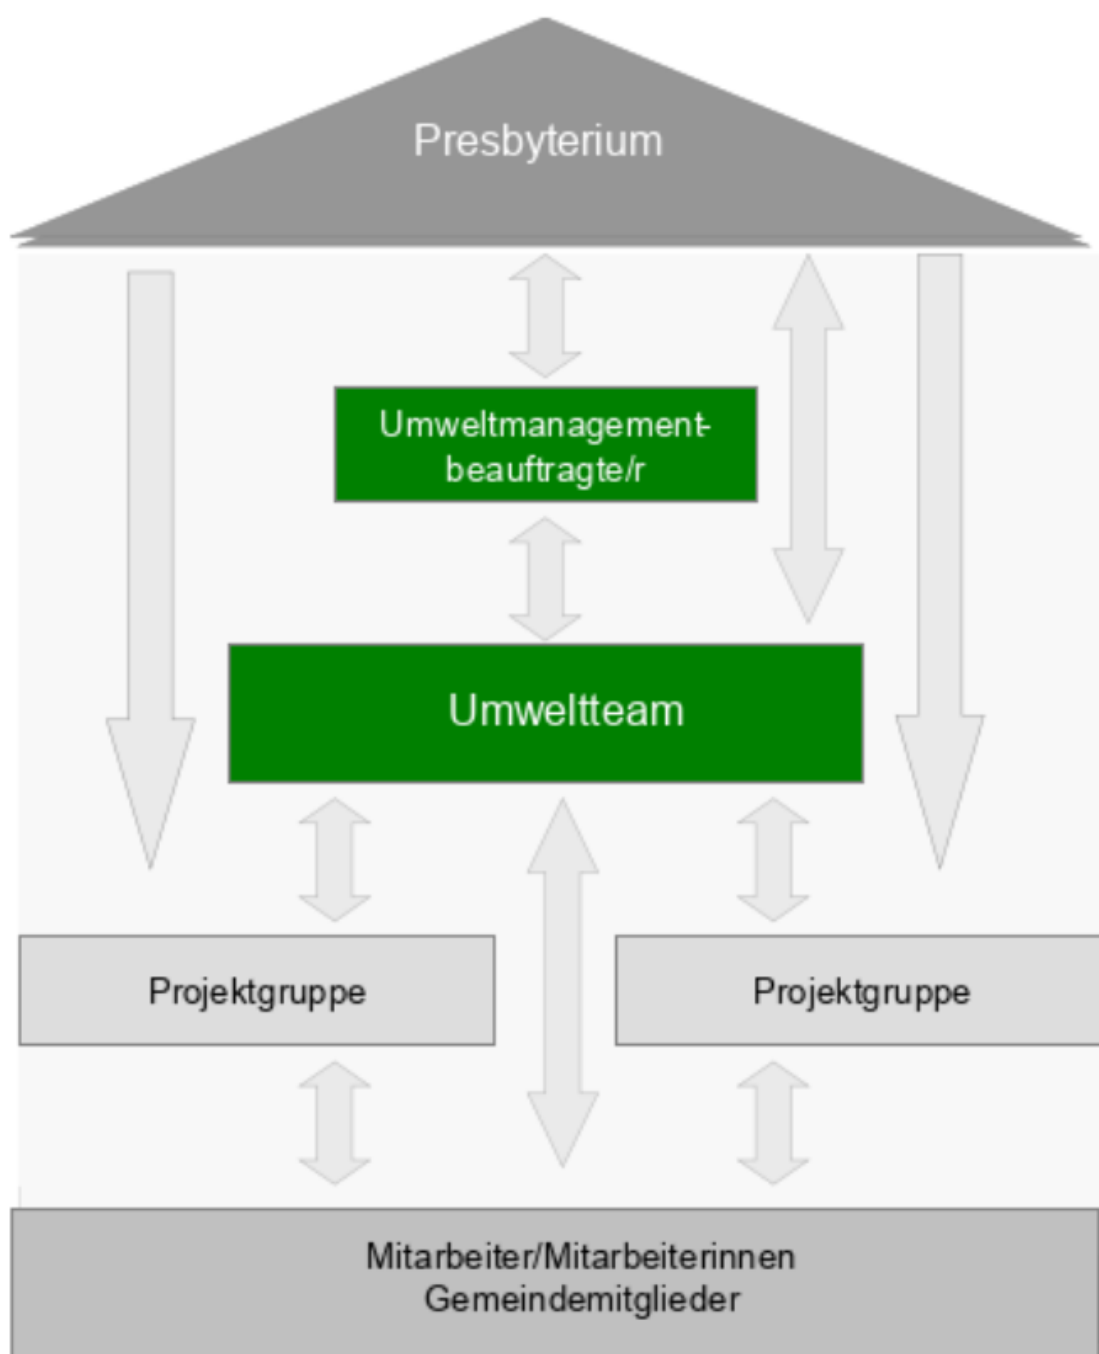 Presbyterium
Umweltmanagement-
beauftragte/r
Umweltteam
Projektgruppe
Projektgruppe
Mitarbeiter/Mitarbeiterinnen
Gemeindemitglieder